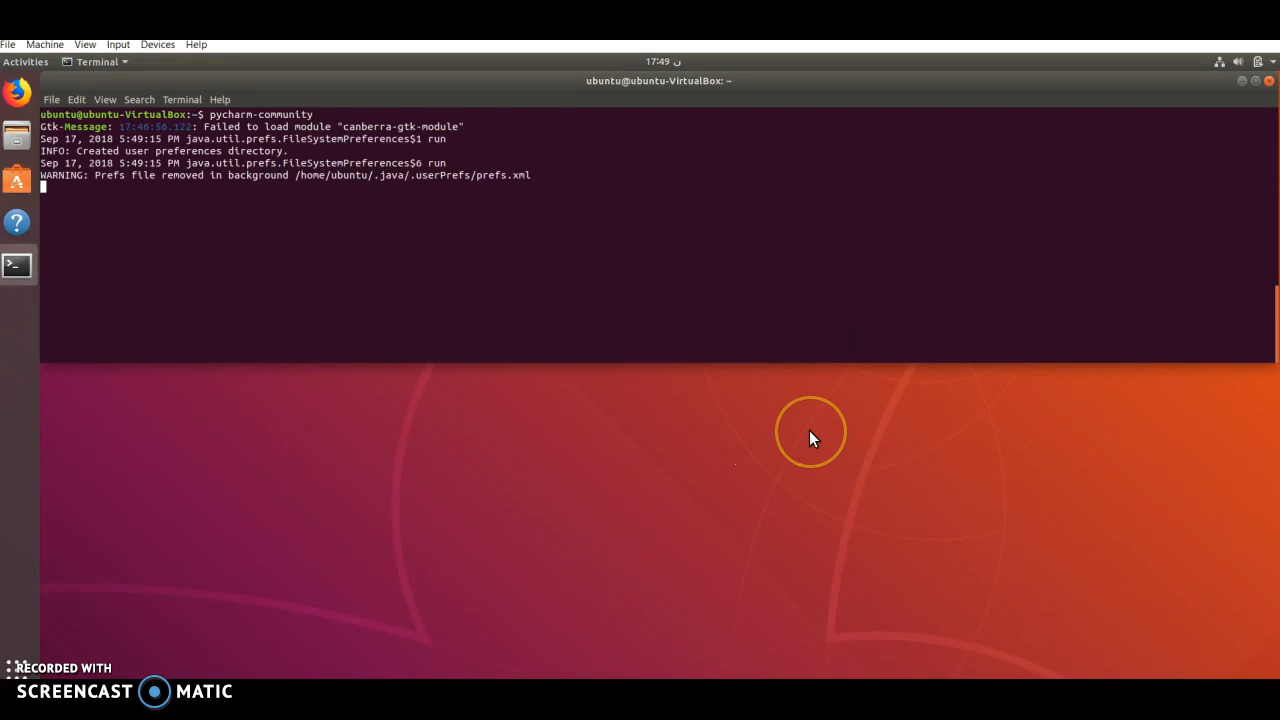 File Machine View Input Devices Help
Activities Terminal 17:49 ن
ubuntu@ubuntu-VirtualBox: ~
File Edit View Search Terminal Help
ubuntu@ubuntu-VirtualBox:~$ pycharm-community
Gtk-Message: 17:46:56.122: Failed to load module "canberra-gtk-module"
Sep 17, 2018 5:49:15 PM java.util.prefs.FileSystemPreferences$1 run
INFO: Created user preferences directory.
Sep 17, 2018 5:49:15 PM java.util.prefs.FileSystemPreferences$6 run
WARNING: Prefs file removed in background /home/ubuntu/.java/.userPrefs/prefs.xml
RECORDED WITH
SCREENCAST MATIC